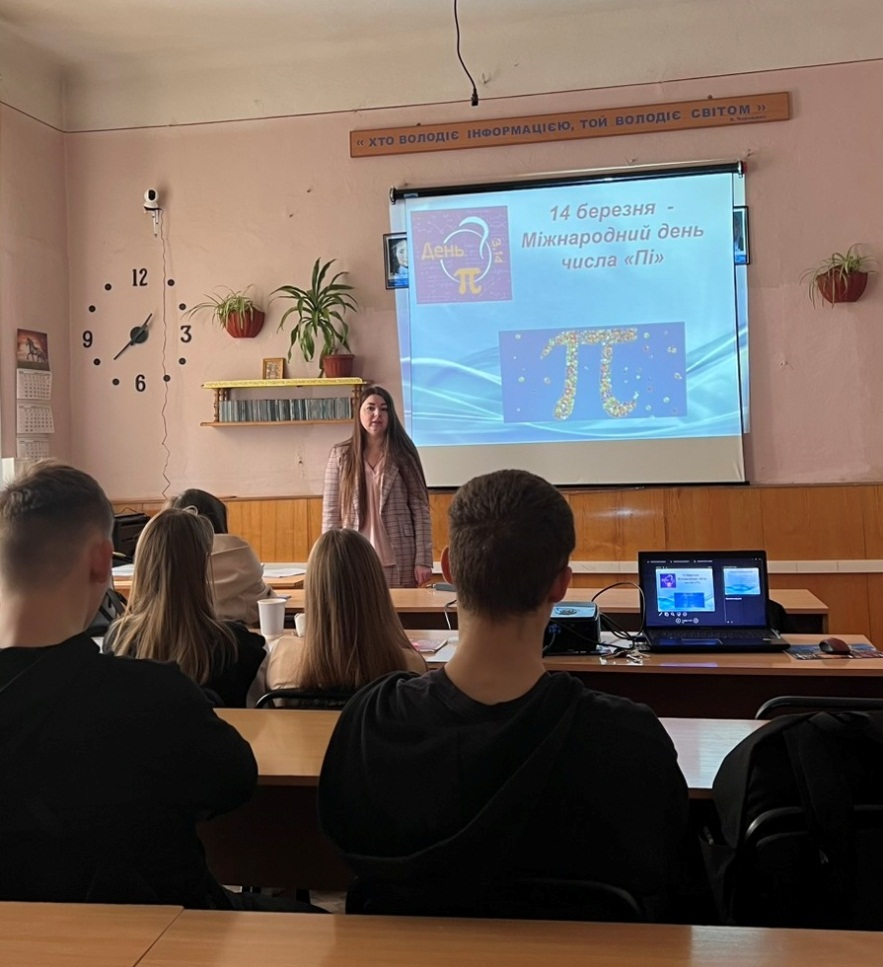 « ХТО ВОЛОДІЄ ІНФОРМАЦІЄЮ, ТОЙ ВОЛОДІЄ СВІТОМ »
14 березня -
Міжнародний день
числа «Пі»
День
3,14
π
π
12
3
6
9